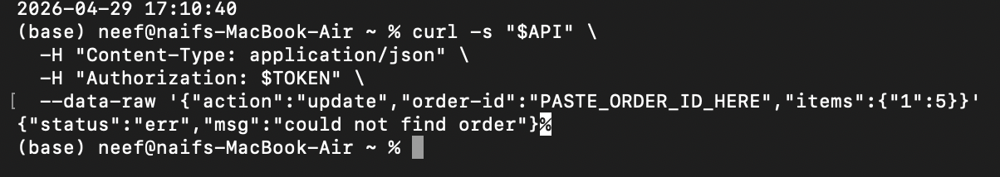 2026-04-29 17:10:40
(base) neef@naifs-MacBook-Air ~ % curl -s "$API" \
  -H "Content-Type: application/json" \
  -H "Authorization: $TOKEN" \
[  --data-raw '{"action":"update","order-id":"PASTE_ORDER_ID_HERE","items":{"1":5}}'
{"status":"err","msg":"could not find order"}%
(base) neef@naifs-MacBook-Air ~ %